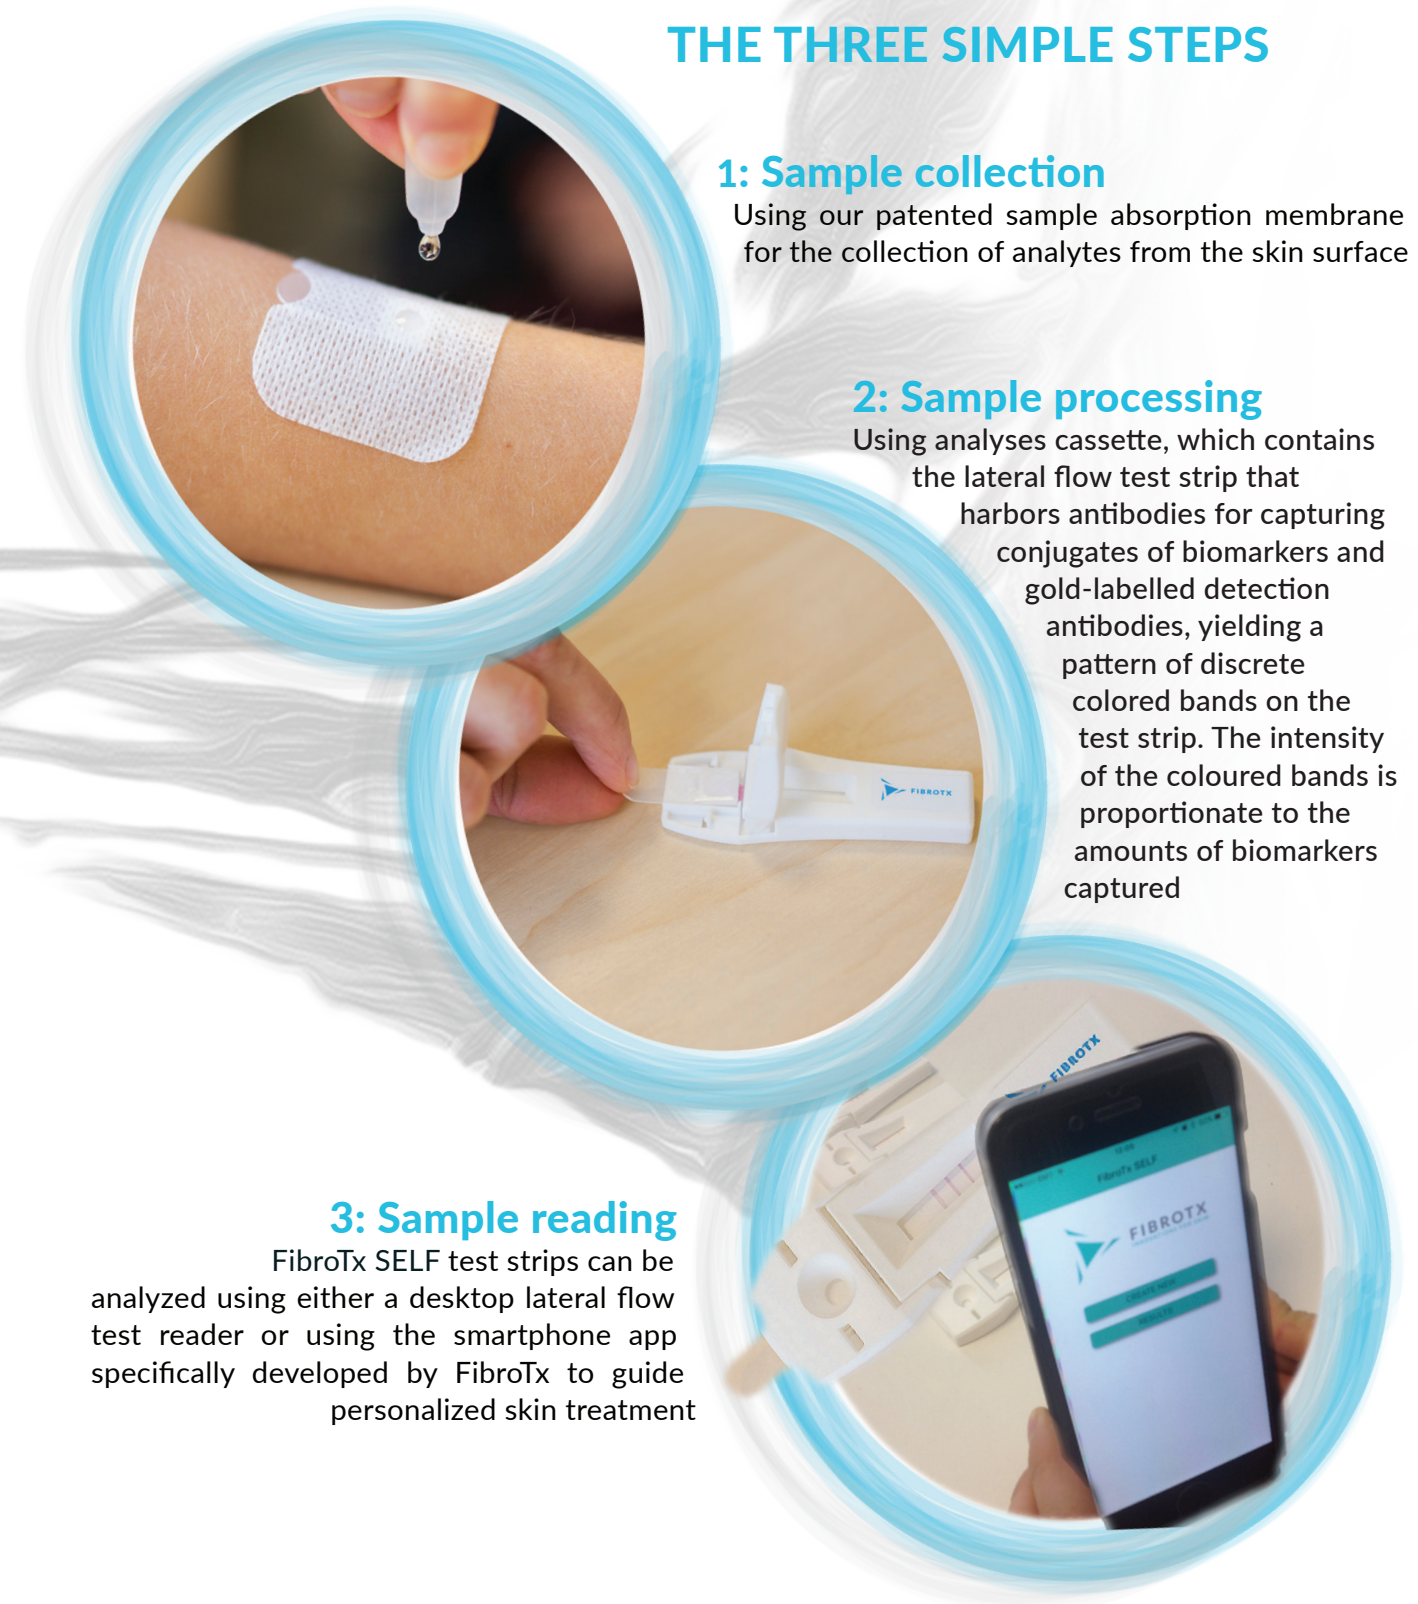 THE THREE SIMPLE STEPS
1: Sample collection
Using our patented sample absorption membrane
for the collection of analytes from the skin surface
2: Sample processing
Using analyses cassette, which contains
the lateral flow test strip that
harbors antibodies for capturing
conjugates of biomarkers and
gold-labelled detection
antibodies, yielding a
pattern of discrete
colored bands on the
test strip. The intensity
of the coloured bands is
proportionate to the
amounts of biomarkers
captured
FIBROTX
FIBROTX
FibroTx SELF
FIBROTX
CREATE NEW
RESULTS
3: Sample reading
FibroTx SELF test strips can be
analyzed using either a desktop lateral flow
test reader or using the smartphone app
specifically developed by FibroTx to guide
personalized skin treatment